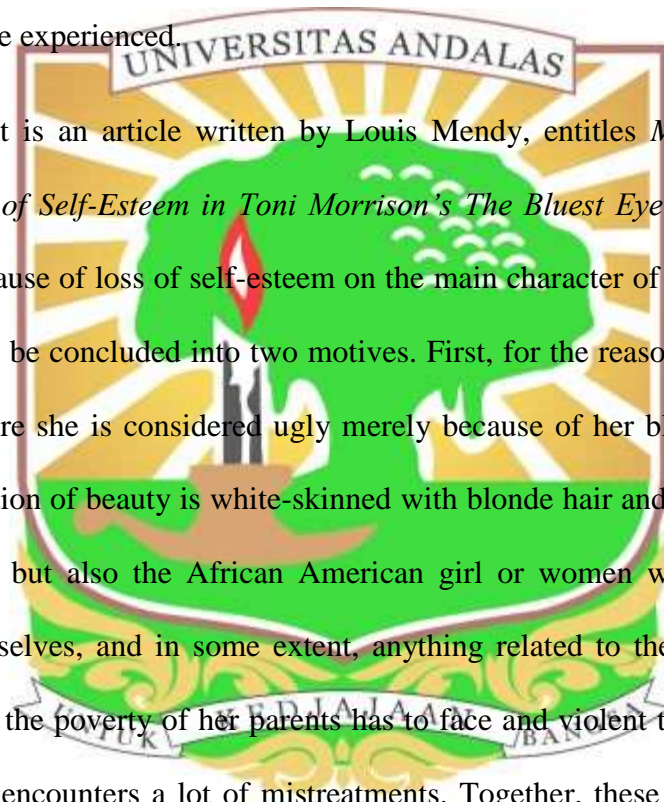 e experienced.
UNIVERSITAS ANDALAS
t is an article written by Louis Mendy, entitles M
of Self-Esteem in Toni Morrison's The Bluest Eye
ause of loss of self-esteem on the main character of
be concluded into two motives. First, for the reaso
re she is considered ugly merely because of her b
ion of beauty is white-skinned with blonde hair and
but also the African American girl or women w
selves, and in some extent, anything related to the
the poverty of her parents has to face and violent t
UNTUK KEDJAJAAN BANGSA
encounters a lot of mistreatments. Together, these